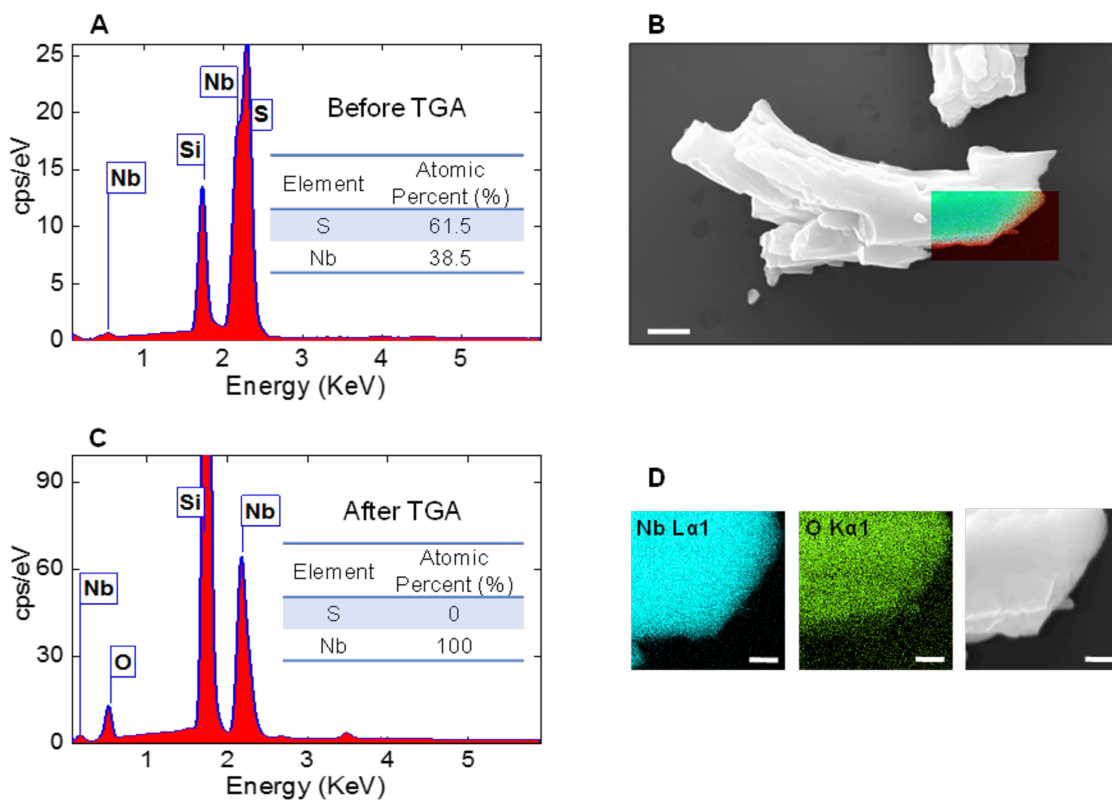 A
25
20
15
10
5
0
cps/eV
Nb
Si
Nb
S
Before TGA
Element Atomic Percent (%)
S 61.5
Nb 38.5
1 2 3 4 5
Energy (KeV)
B
C
90
60
30
0
cps/eV
Nb
O
Si
Nb
After TGA
Element Atomic Percent (%)
S 0
Nb 100
1 2 3 4 5
Energy (KeV)
D
Nb Lα1
O Kα1